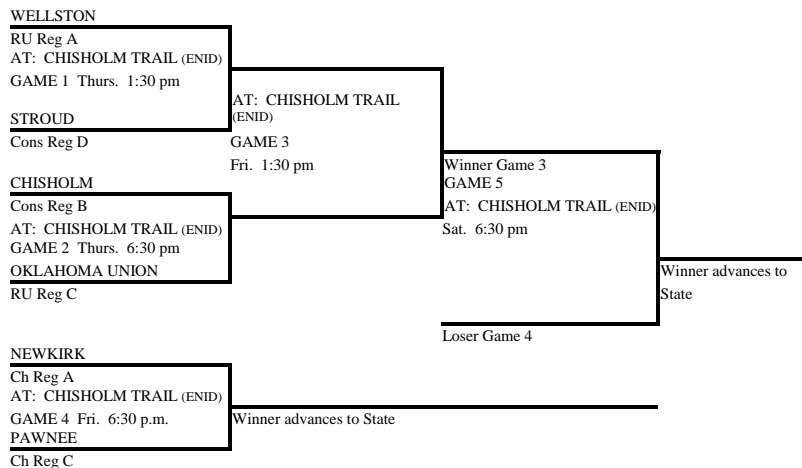 WELLSTON
RU Reg A
AT: CHISHOLM TRAIL (ENID)
GAME 1 Thurs. 1:30 pm
STROUD
Cons Reg D
AT: CHISHOLM TRAIL
(ENID)
GAME 3
Fri. 1:30 pm
CHISHOLM
Cons Reg B
AT: CHISHOLM TRAIL (ENID)
GAME 2 Thurs. 6:30 pm
OKLAHOMA UNION
RU Reg C
Winner Game 3
GAME 5
AT: CHISHOLM TRAIL (ENID)
Sat. 6:30 pm
Winner advances to
State
Loser Game 4
NEWKIRK
Ch Reg A
AT: CHISHOLM TRAIL (ENID)
GAME 4 Fri. 6:30 p.m.
PAWNEE
Ch Reg C
Winner advances to State